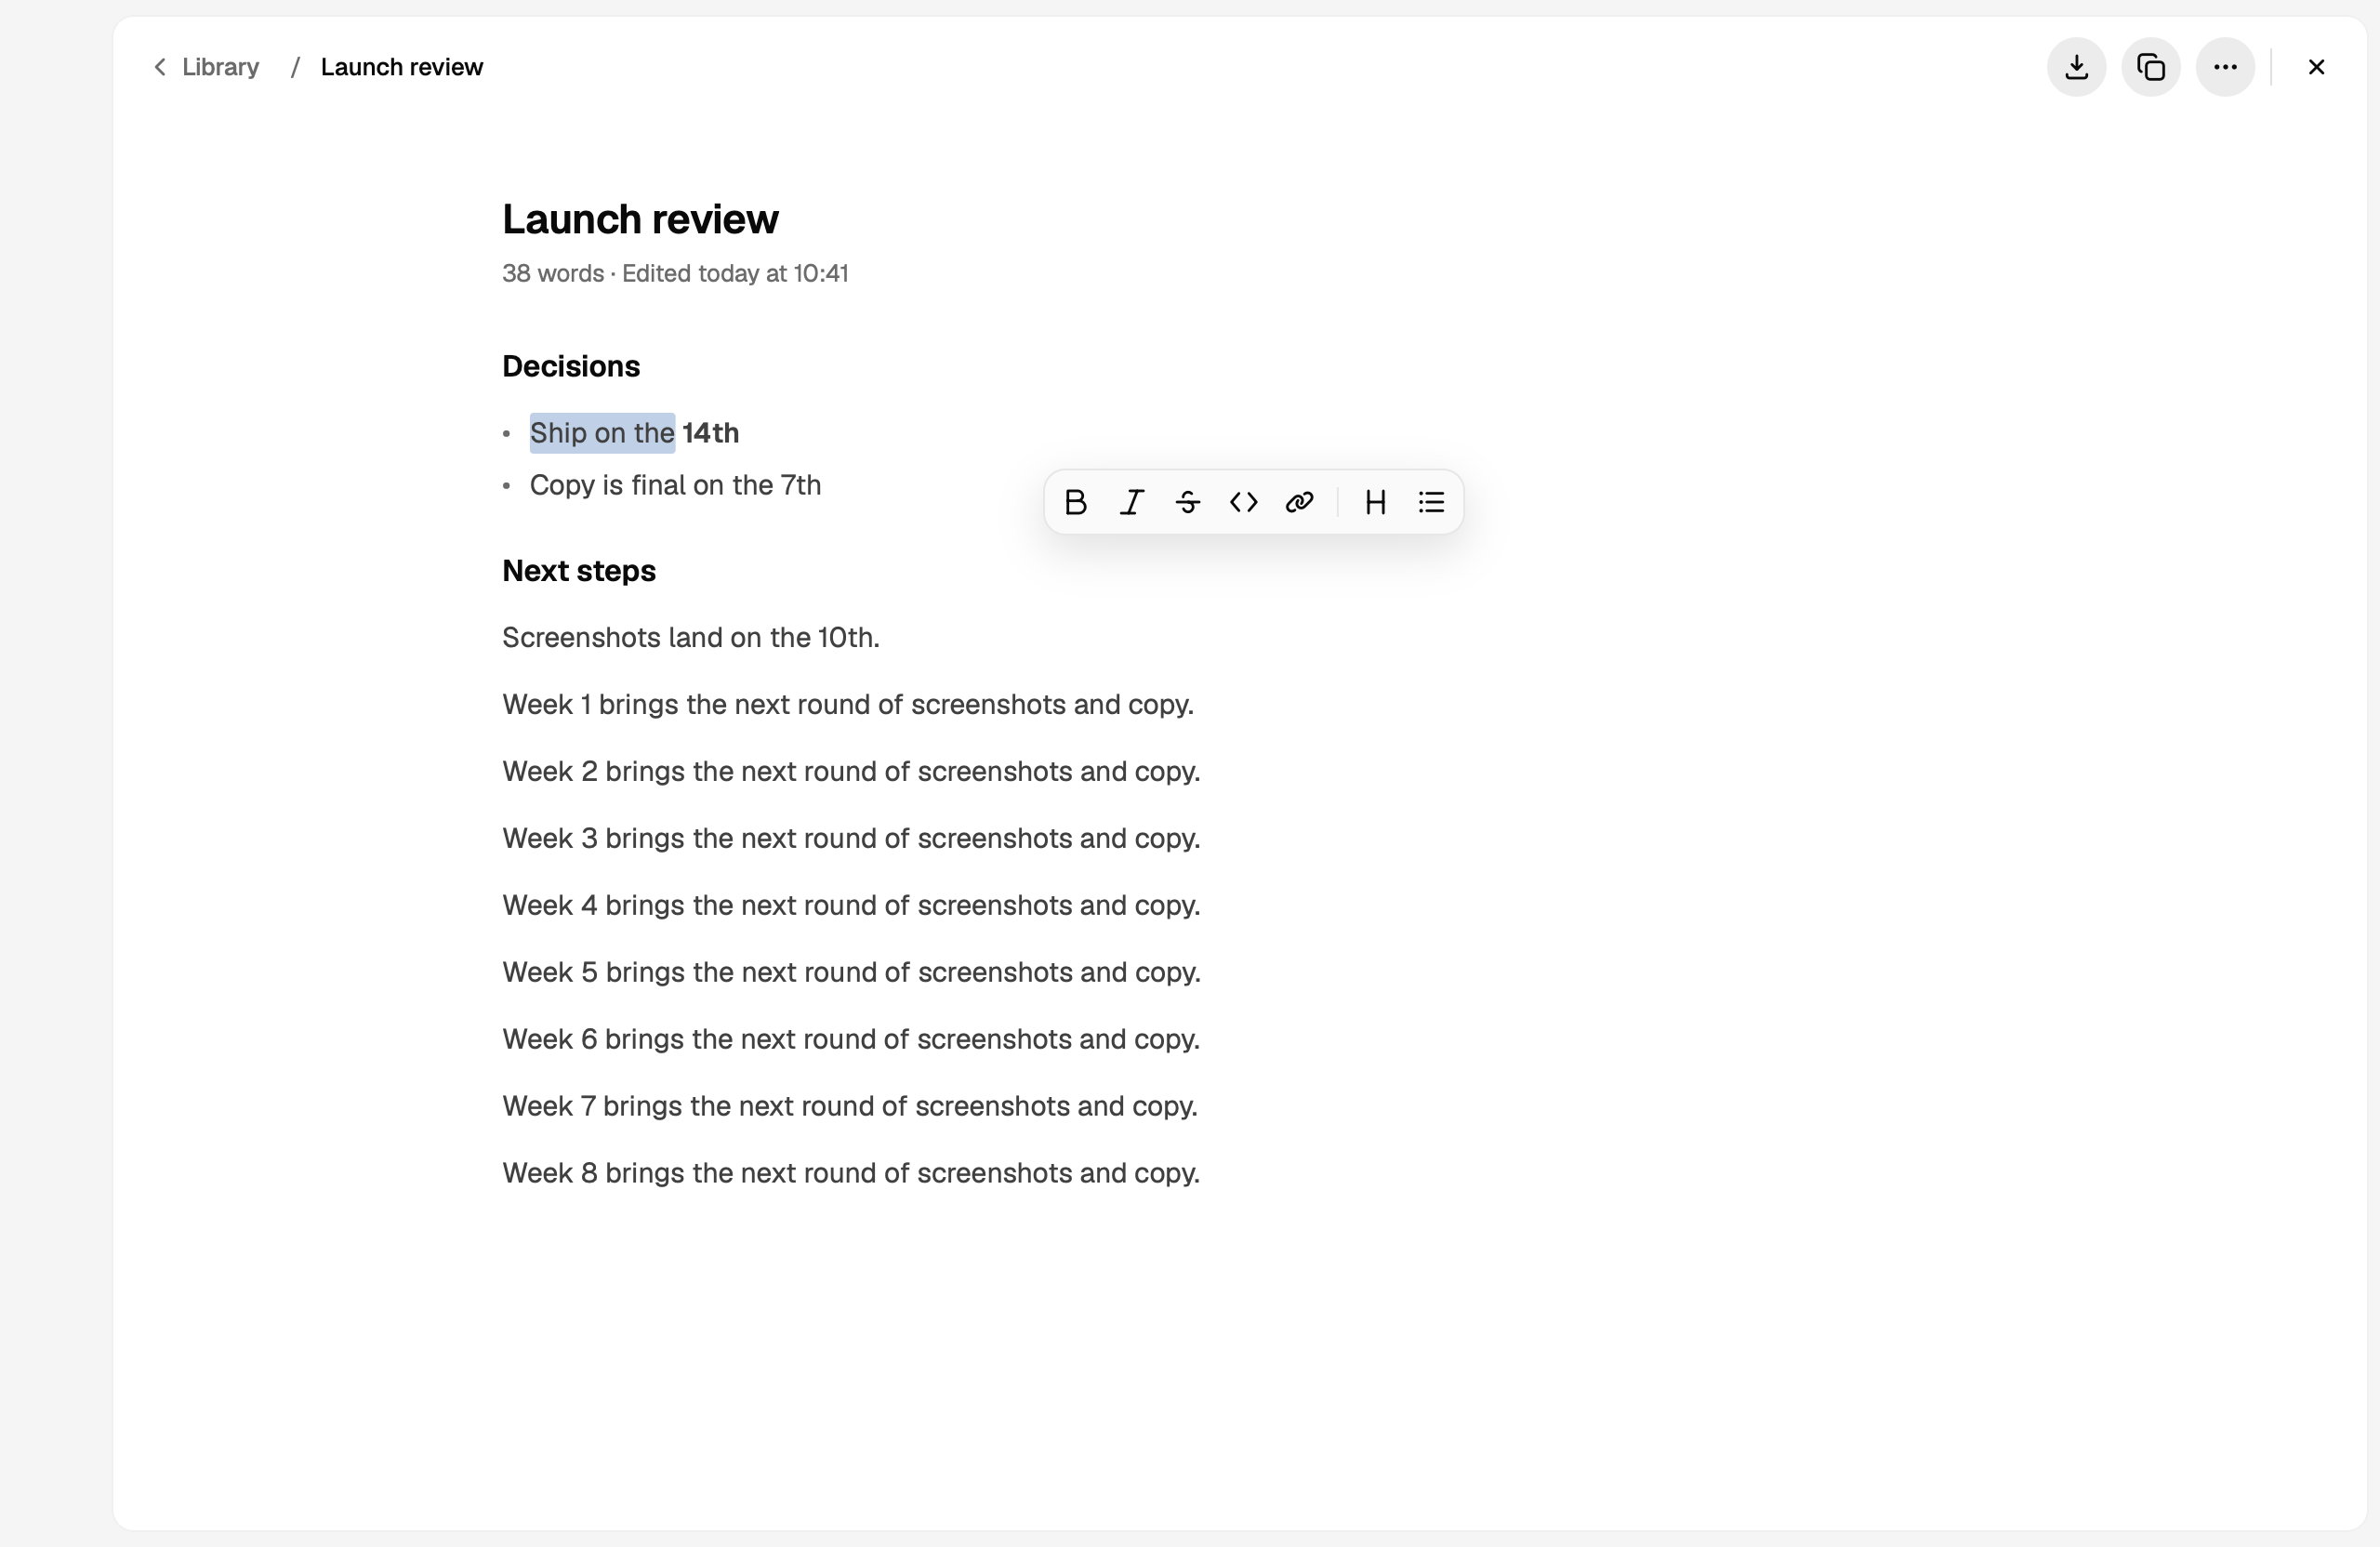 Library / Launch review
Launch review
38 words · Edited today at 10:41
Decisions
• Ship on the 14th
• Copy is final on the 7th
B I S <> H
Next steps
Screenshots land on the 10th.
Week 1 brings the next round of screenshots and copy.
Week 2 brings the next round of screenshots and copy.
Week 3 brings the next round of screenshots and copy.
Week 4 brings the next round of screenshots and copy.
Week 5 brings the next round of screenshots and copy.
Week 6 brings the next round of screenshots and copy.
Week 7 brings the next round of screenshots and copy.
Week 8 brings the next round of screenshots and copy.